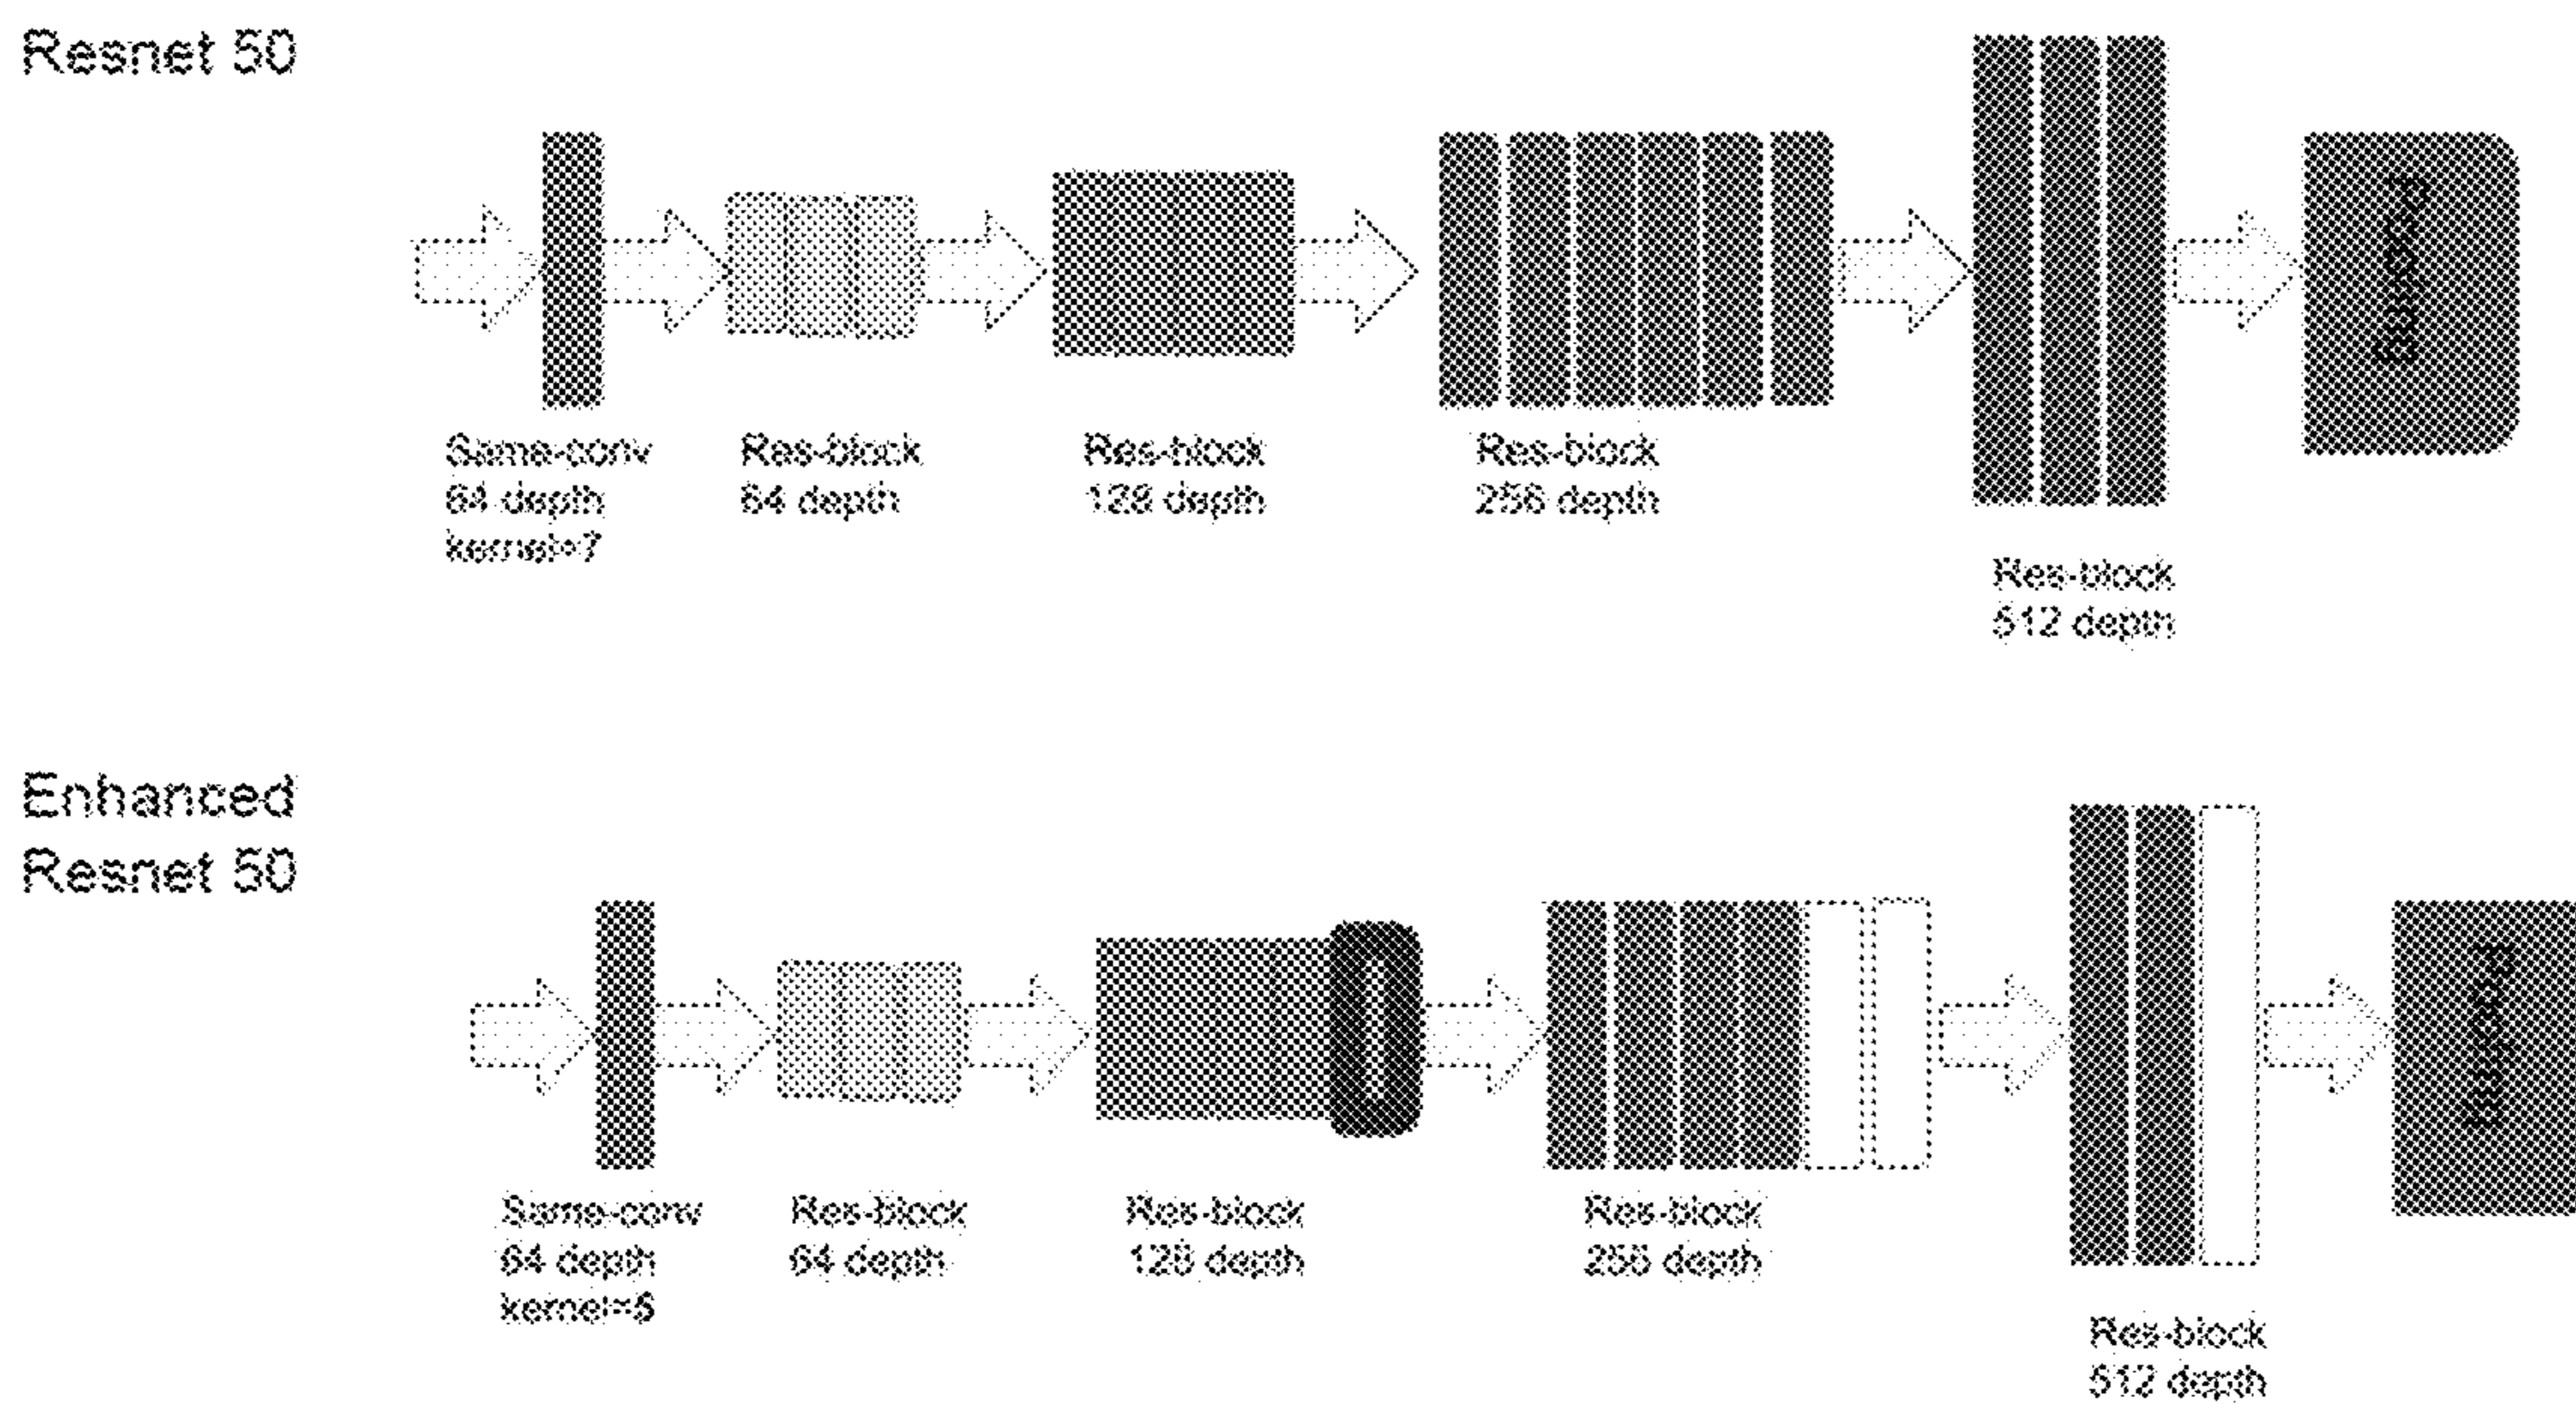 Resnet 50
Same-conv
64 depth
kernel=7
Res-block
64 depth
Res-block
128 depth
Res-block
256 depth
Res-block
512 depth
Enhanced
Resnet 50
Same-conv
64 depth
kernel=5
Res-block
64 depth
Res-block
128 depth
Res-block
256 depth
Res-block
512 depth